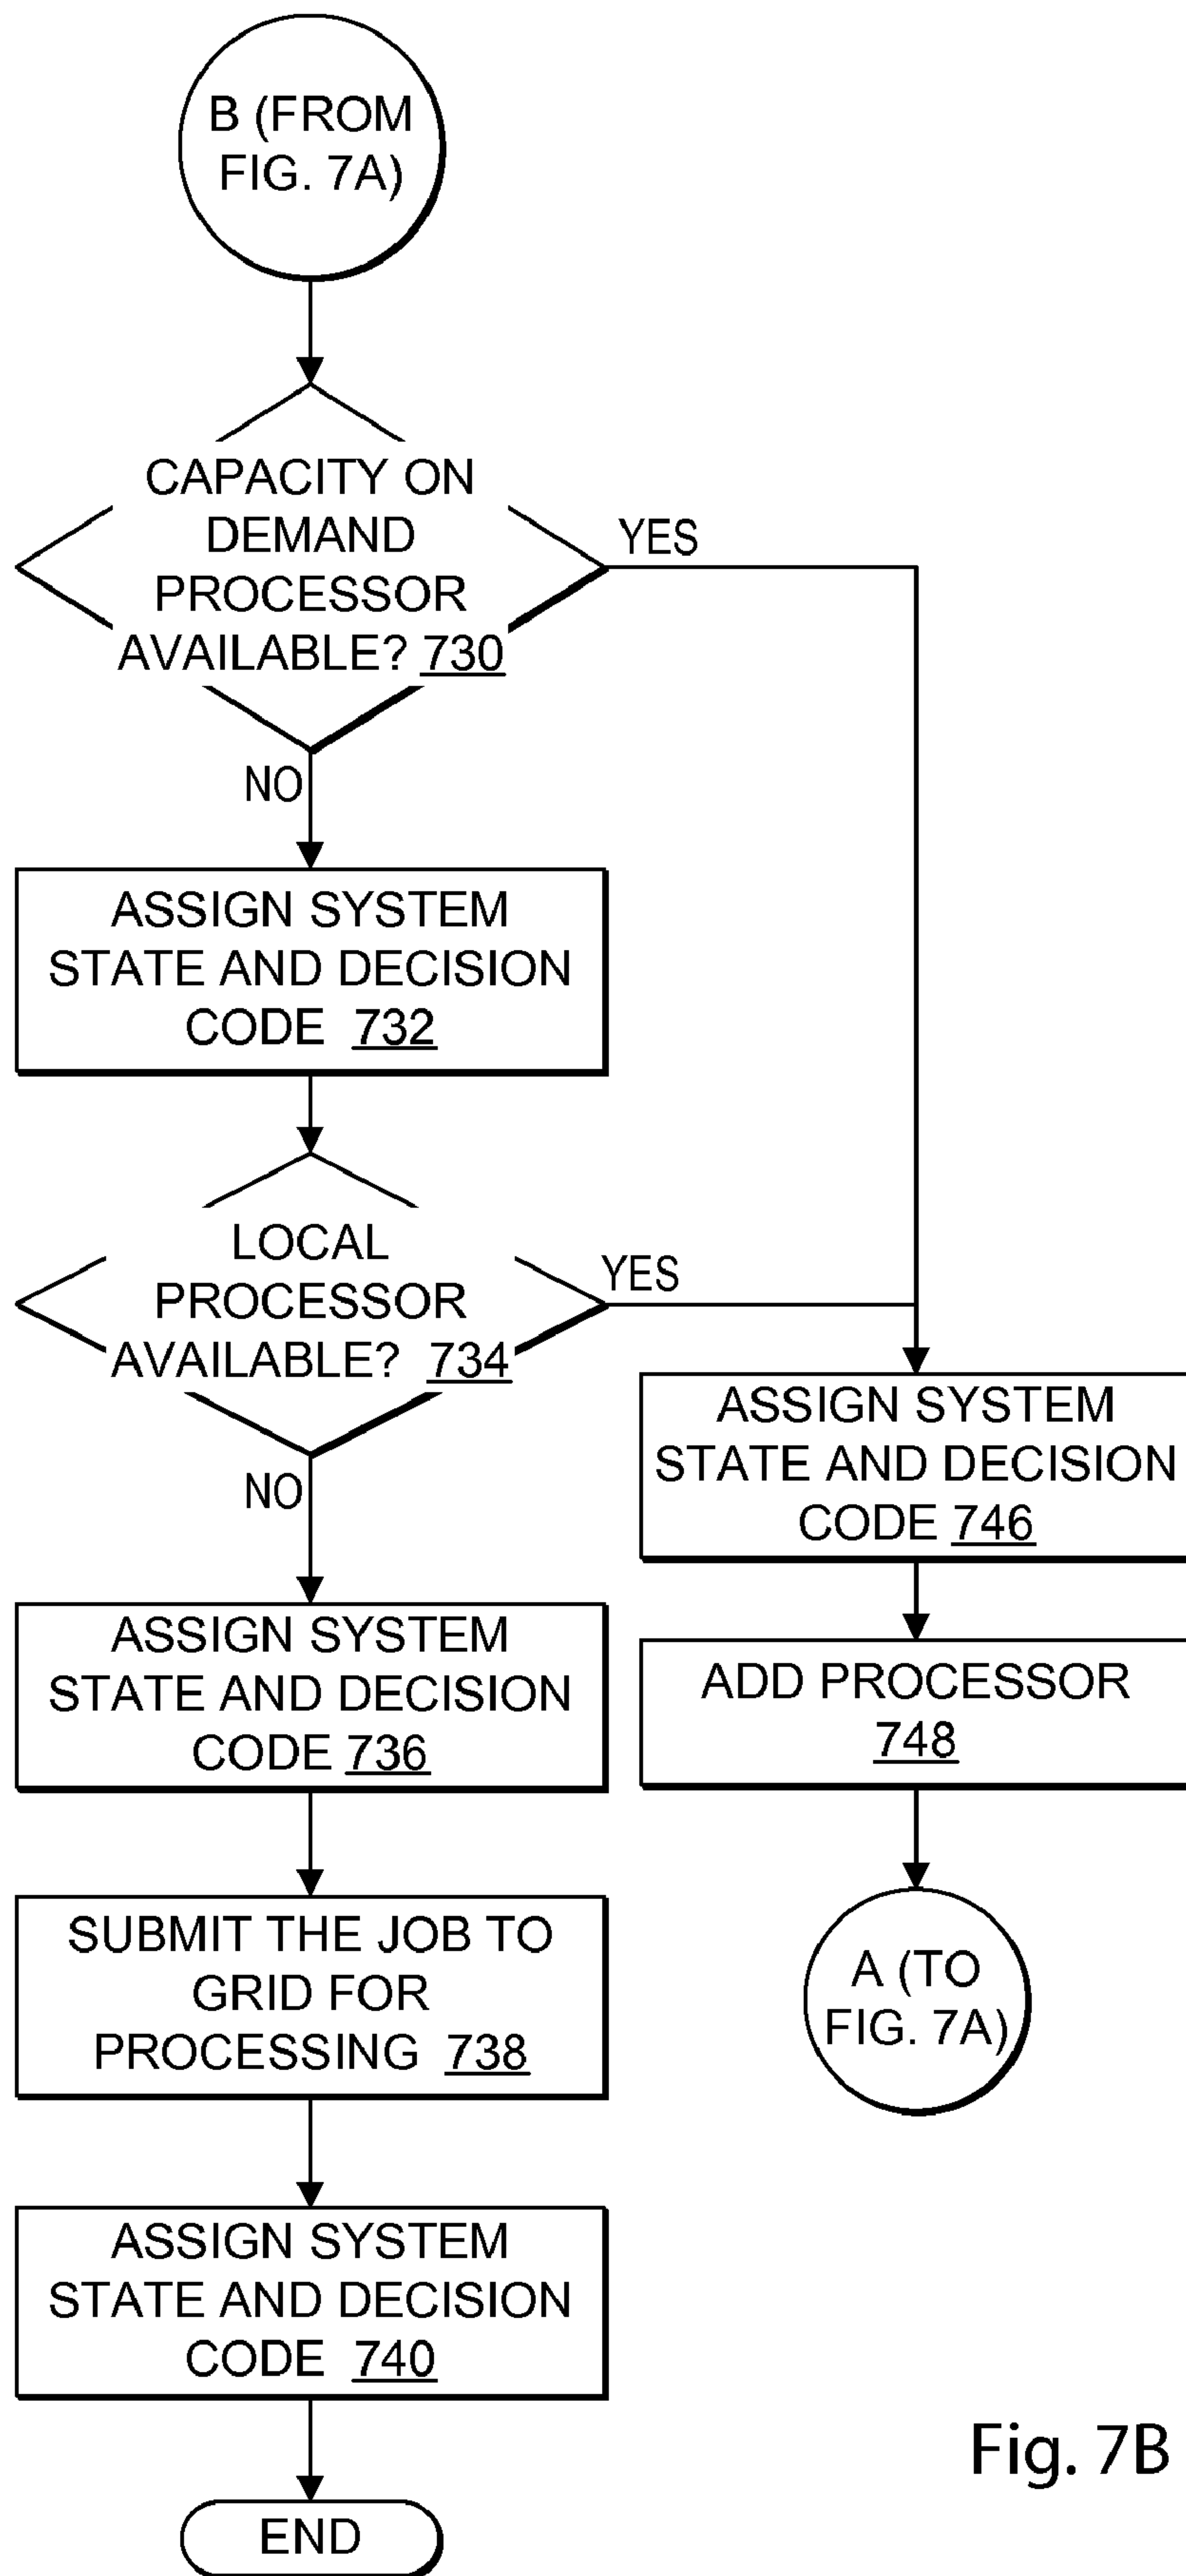 B (FROM
FIG. 7A)
CAPACITY ON
DEMAND
PROCESSOR
AVAILABLE? 730
YES
NO
ASSIGN SYSTEM
STATE AND DECISION
CODE 732
LOCAL
PROCESSOR
AVAILABLE? 734
YES
NO
ASSIGN SYSTEM
STATE AND DECISION
CODE 746
ASSIGN SYSTEM
STATE AND DECISION
CODE 736
ADD PROCESSOR
748
SUBMIT THE JOB TO
GRID FOR
PROCESSING 738
A (TO
FIG. 7A)
ASSIGN SYSTEM
STATE AND DECISION
CODE 740
END
Fig. 7B